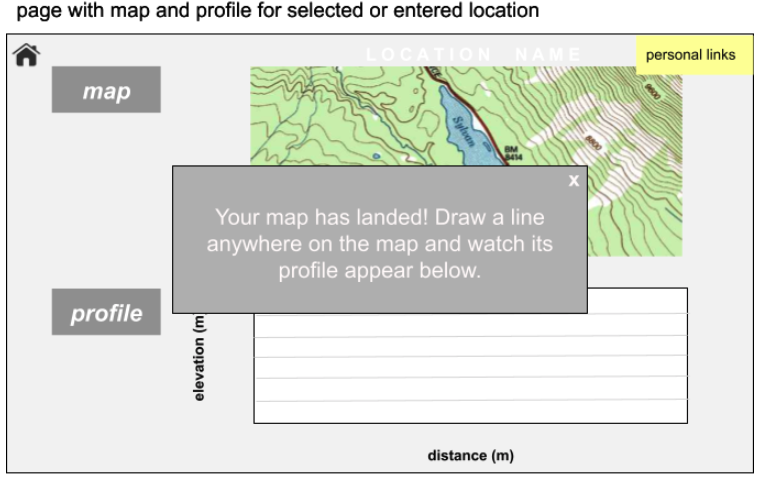 page with map and profile for selected or entered location
LOCATION NAME
personal links
map
Sylvan
BM
8414
9600
8800
X
Your map has landed! Draw a line
anywhere on the map and watch its
profile appear below.
profile
elevation (m)
distance (m)